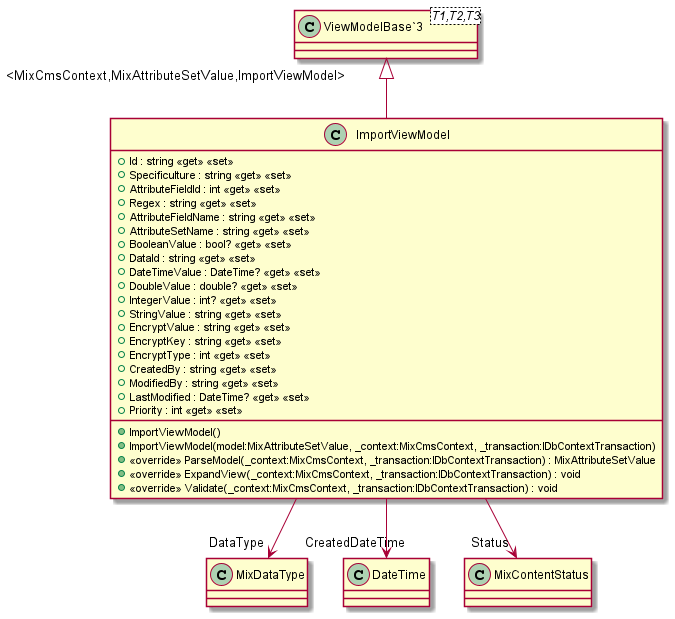 T1,T2,T3
C ViewModelBase`3
<MixCmsContext,MixAttributeSetValue,ImportViewModel>
C ImportViewModel
Id : string «get» «set»
Specificulture : string «get» «set»
AttributeFieldId : int «get» «set»
Regex : string «get» «set»
AttributeFieldName : string «get» «set»
AttributeSetName : string «get» «set»
BooleanValue : bool? «get» «set»
DataId : string «get» «set»
DateTimeValue : DateTime? «get» «set»
DoubleValue : double? «get» «set»
IntegerValue : int? «get» «set»
StringValue : string «get» «set»
EncryptValue : string «get» «set»
EncryptKey : string «get» «set»
EncryptType : int «get» «set»
CreatedBy : string «get» «set»
ModifiedBy : string «get» «set»
LastModified : DateTime? «get» «set»
Priority : int «get» «set»
ImportViewModel()
ImportViewModel(model:MixAttributeSetValue, _context:MixCmsContext, _transaction:IDbContextTransaction)
«override» ParseModel(_context:MixCmsContext, _transaction:IDbContextTransaction) : MixAttributeSetValue
«override» ExpandView(_context:MixCmsContext, _transaction:IDbContextTransaction) : void
«override» Validate(_context:MixCmsContext, _transaction:IDbContextTransaction) : void
DataType CreatedDateTime Status
C MixDataType C DateTime C MixContentStatus